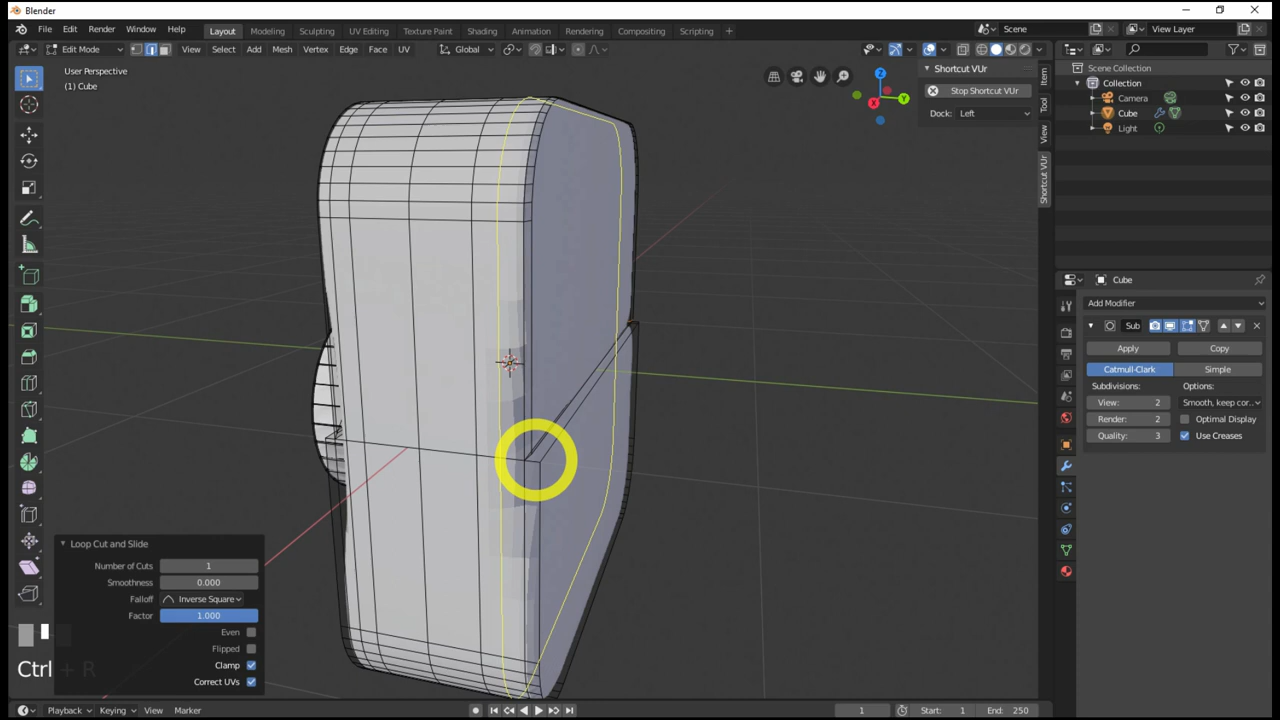 Blender
File Edit Render Window Help
Layout Modeling Sculpting UV Editing Texture Paint Shading Animation Rendering Compositing Scripting
Scene
View Layer
Edit Mode View Select Add Mesh Vertex Edge Face UV
Global
User Perspective
(1) Cube
Shortcut VUr
Stop Shortcut VUr
Dock: Left
Item
Tool
View
Shortcut VUr
Z
Y
X
Scene Collection
Collection
Camera
Cube
Light
Cube
Add Modifier
Sub
Apply Copy
Catmull-Clark Simple
Subdivisions: Options:
View: 2 Smooth, keep cor..
Render: 2 Optimal Display
Quality: 3 Use Creases
Loop Cut and Slide
Number of Cuts 1
Smoothness 0.000
Falloff Inverse Square
Factor 1.000
Even
Flipped
Clamp
Correct UVs
Ctrl + R
Playback Keying View Marker
1 Start: 1 End: 250